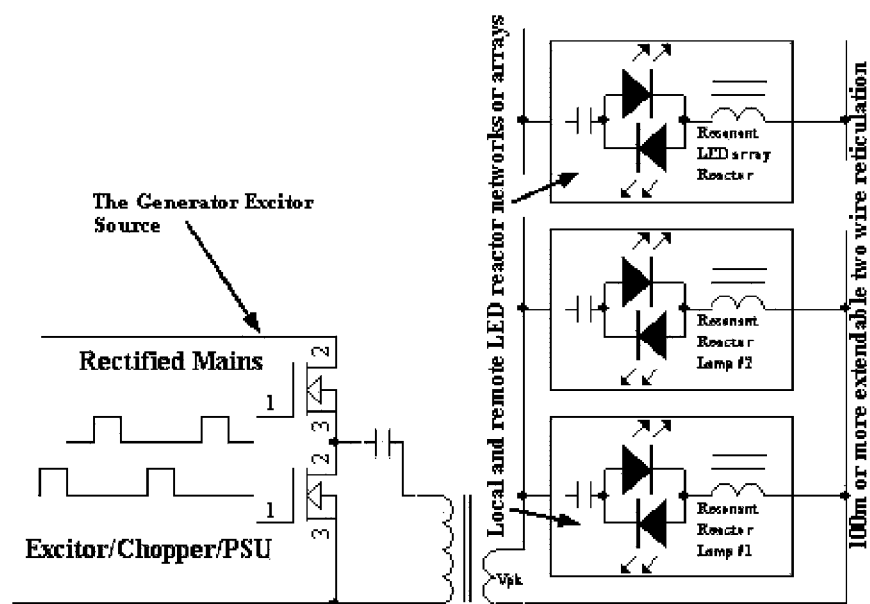 The Generator Excitor
Source
Rectified Mains
2
1
3
2
1
3
Excitor/Chopper/PSU
Vpk
Local and remote LED reactor networks or arrays
Resonant
LED array
Reactor
Resonant
Reactor
Lamp #2
Resonant
Reactor
Lamp #1
100m or more extendable two wire reticulation